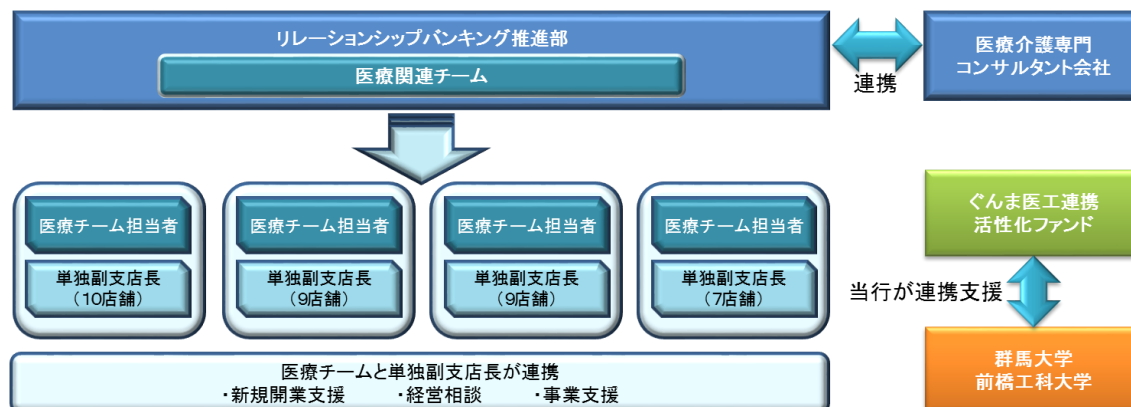 リレーションシップバンキング推進部
医療関連チーム
連携
医療介護専門
コンサルタント会社
医療チーム担当者
単独副支店長
（10店舗）
医療チーム担当者
単独副支店長
（9店舗）
医療チーム担当者
単独副支店長
（9店舗）
医療チーム担当者
単独副支店長
（7店舗）
医療チームと単独副支店長が連携
・新規開業支援　・経営相談　・事業支援
ぐんま医工連携
活性化ファンド
当行が連携支援
群馬大学
前橋工科大学